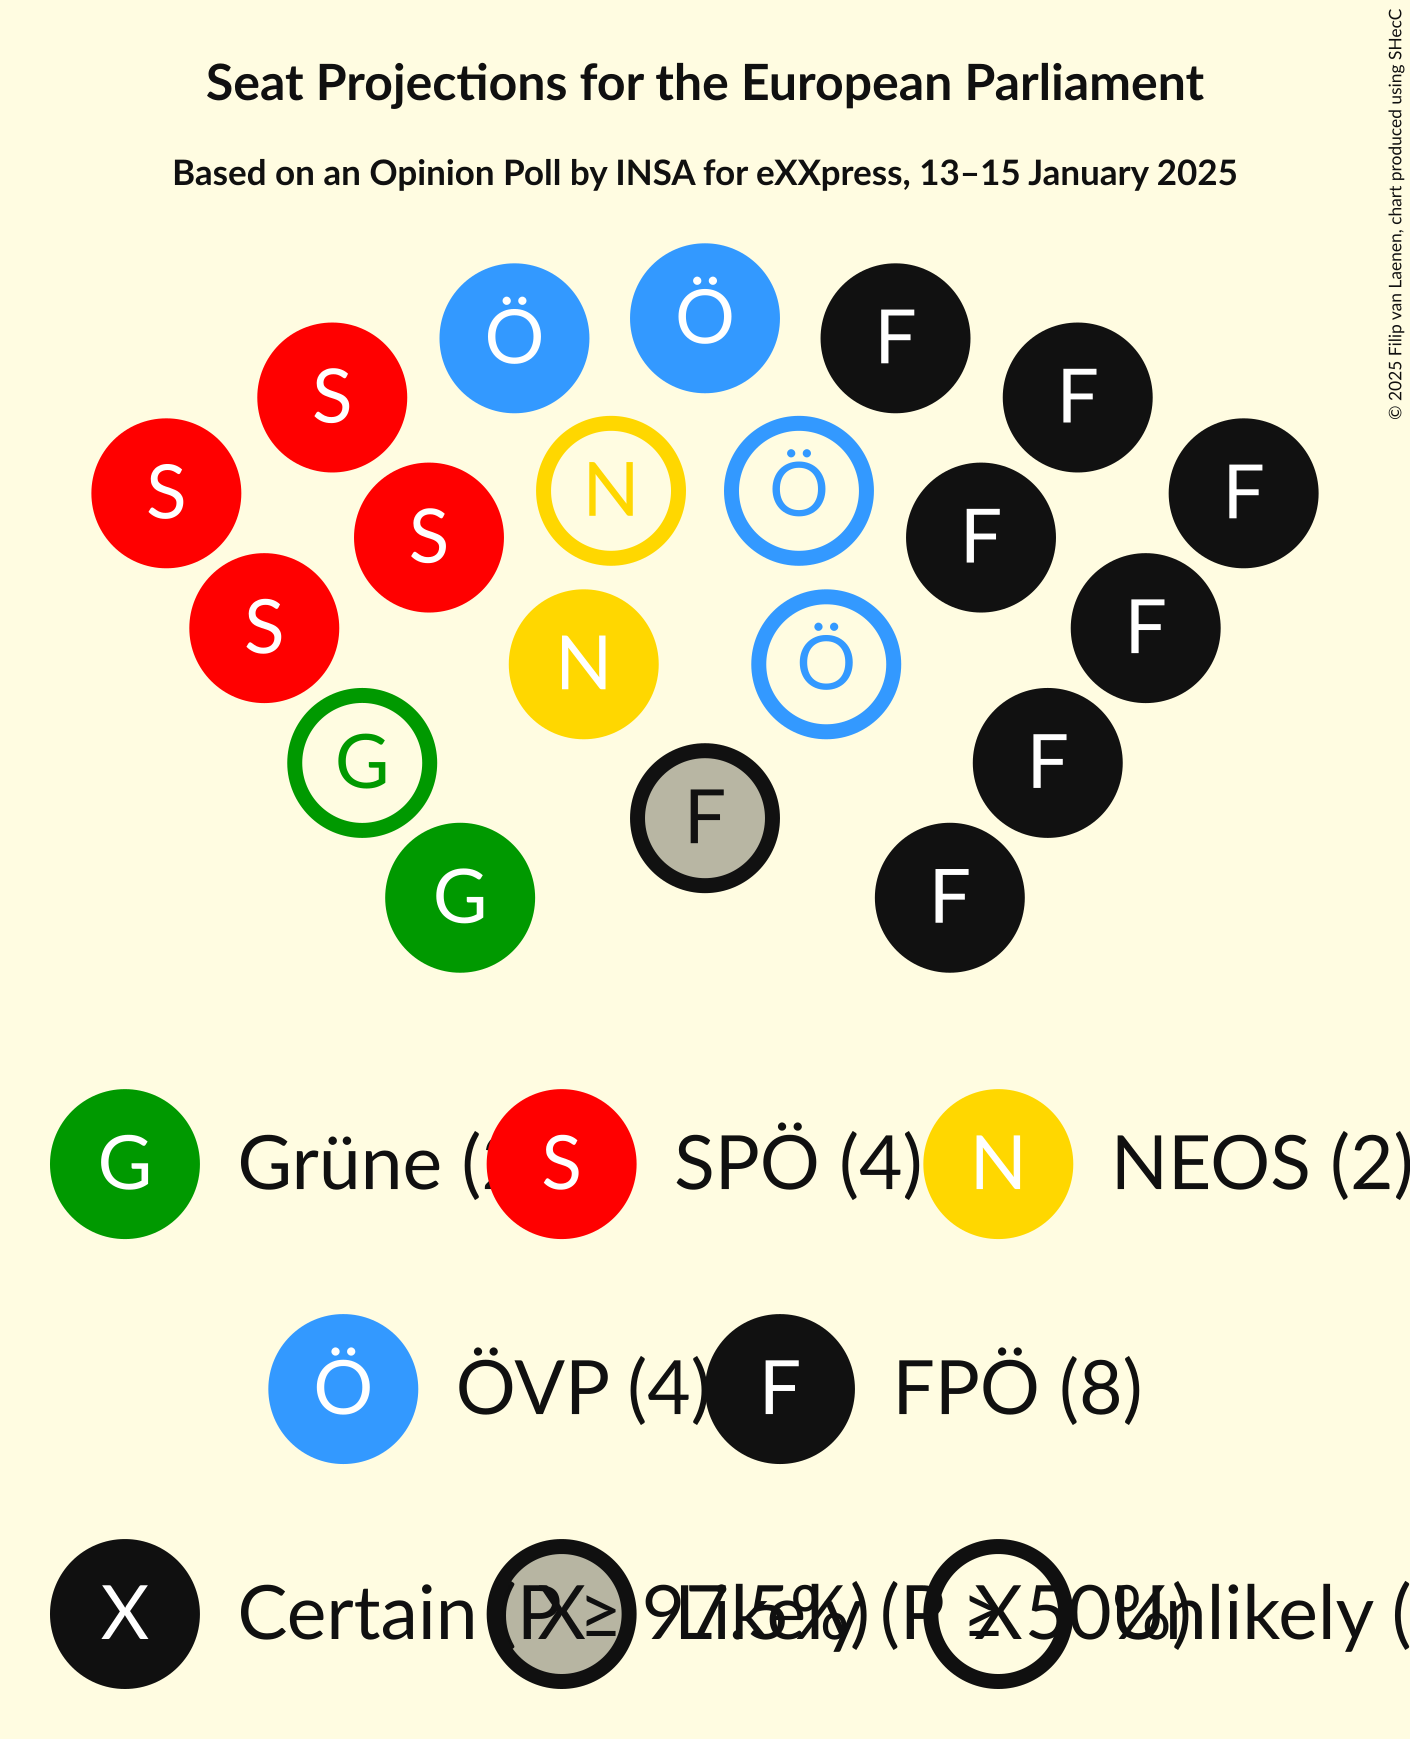 Seat Projections for the European Parliament
Based on an Opinion Poll by INSA for eXXpress, 13–15 January 2025
© 2025 Filip van Laenen, chart produced using SHecC
Ö
Ö F
S F
S F
N Ö
S F
S F
N Ö
G F
F
G F
G Grüne S SPÖ (4) N NEOS (2)
Ö ÖVP (4) F FPÖ (8)
X Certain (P ≥ 97.5%) X Likely (P ≥ 50%) X Unlikely (